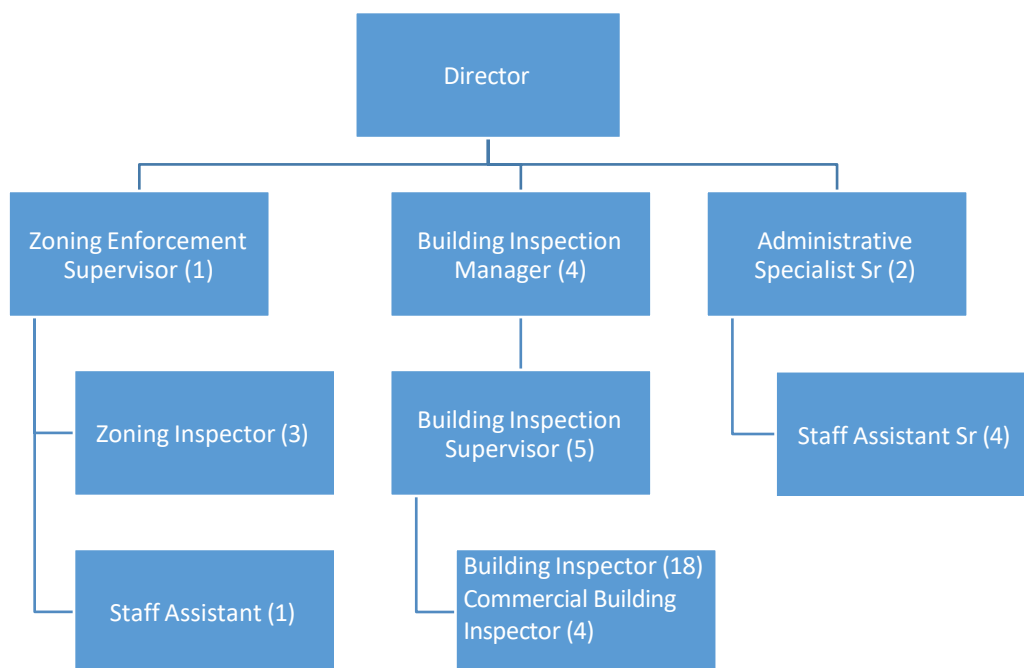 Director
Zoning Enforcement
Supervisor (1)
Building Inspection
Manager (4)
Administrative
Specialist Sr (2)
Zoning Inspector (3)
Building Inspection
Supervisor (5)
Staff Assistant Sr (4)
Staff Assistant (1)
Building Inspector (18)
Commercial Building
Inspector (4)